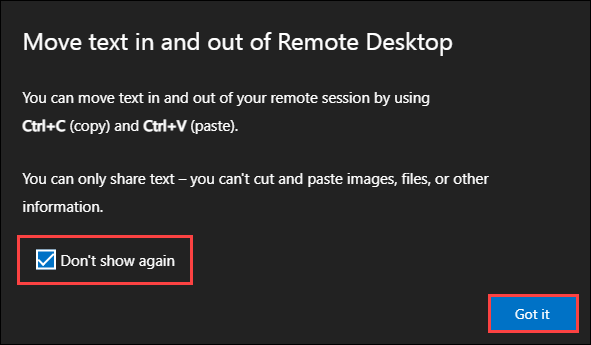 Move text in and out of Remote Desktop
You can move text in and out of your remote session by using
Ctrl+C (copy) and Ctrl+V (paste).
You can only share text – you can't cut and paste images, files, or other
information.
Don't show again
Got it